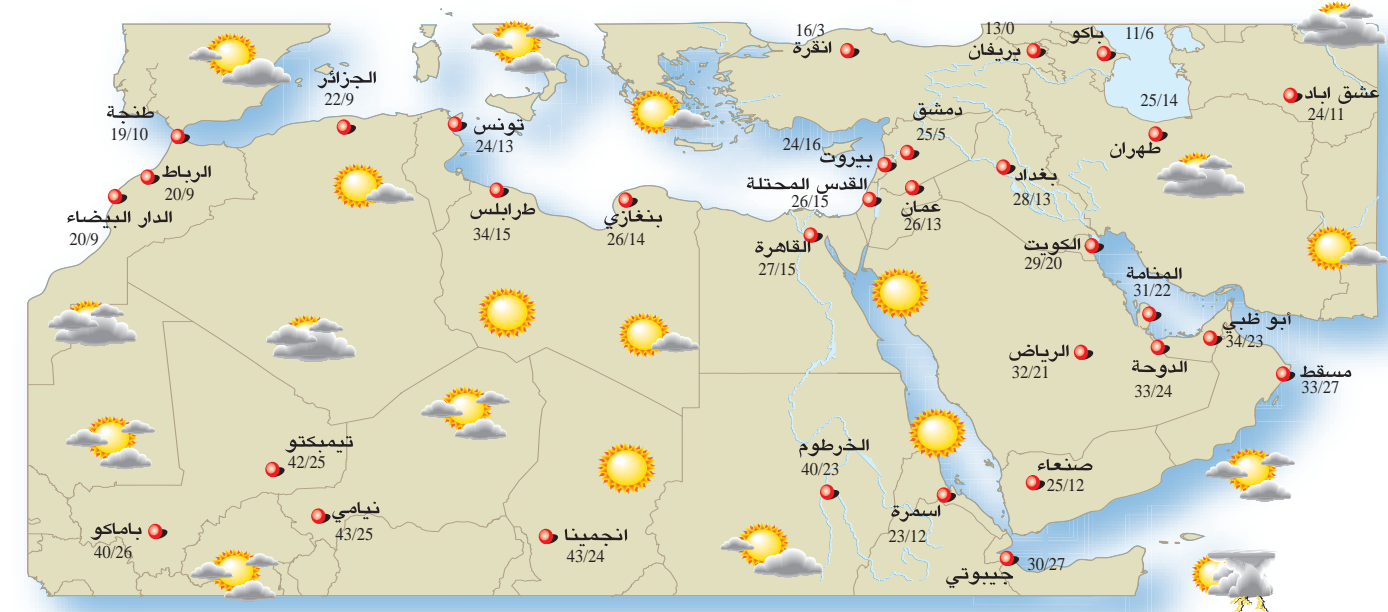 16/3
انقرة
13/0
يريفان
باكو
11/6
عشق اباد
24/11
25/14
طهران
الجزائر
22/9
طنجة
19/10
تونس
24/13
دمشق
25/5
24/16
بيروت
الرباط
20/9
القدس المحتلة
26/15
بغداد
28/13
عمان
26/13
الدار البيضاء
20/9
طرابلس
34/15
بنغازي
26/14
القاهرة
27/15
الكويت
29/20
المنامة
31/22
أبو ظبي
34/23
الرياض
32/21
الدوحة
33/24
مسقط
33/27
تيمبكتو
42/25
الخرطوم
40/23
صنعاء
25/12
نيامي
43/25
باماكو
40/26
انجمينا
43/24
اسمرة
23/12
30/27
جيبوتي